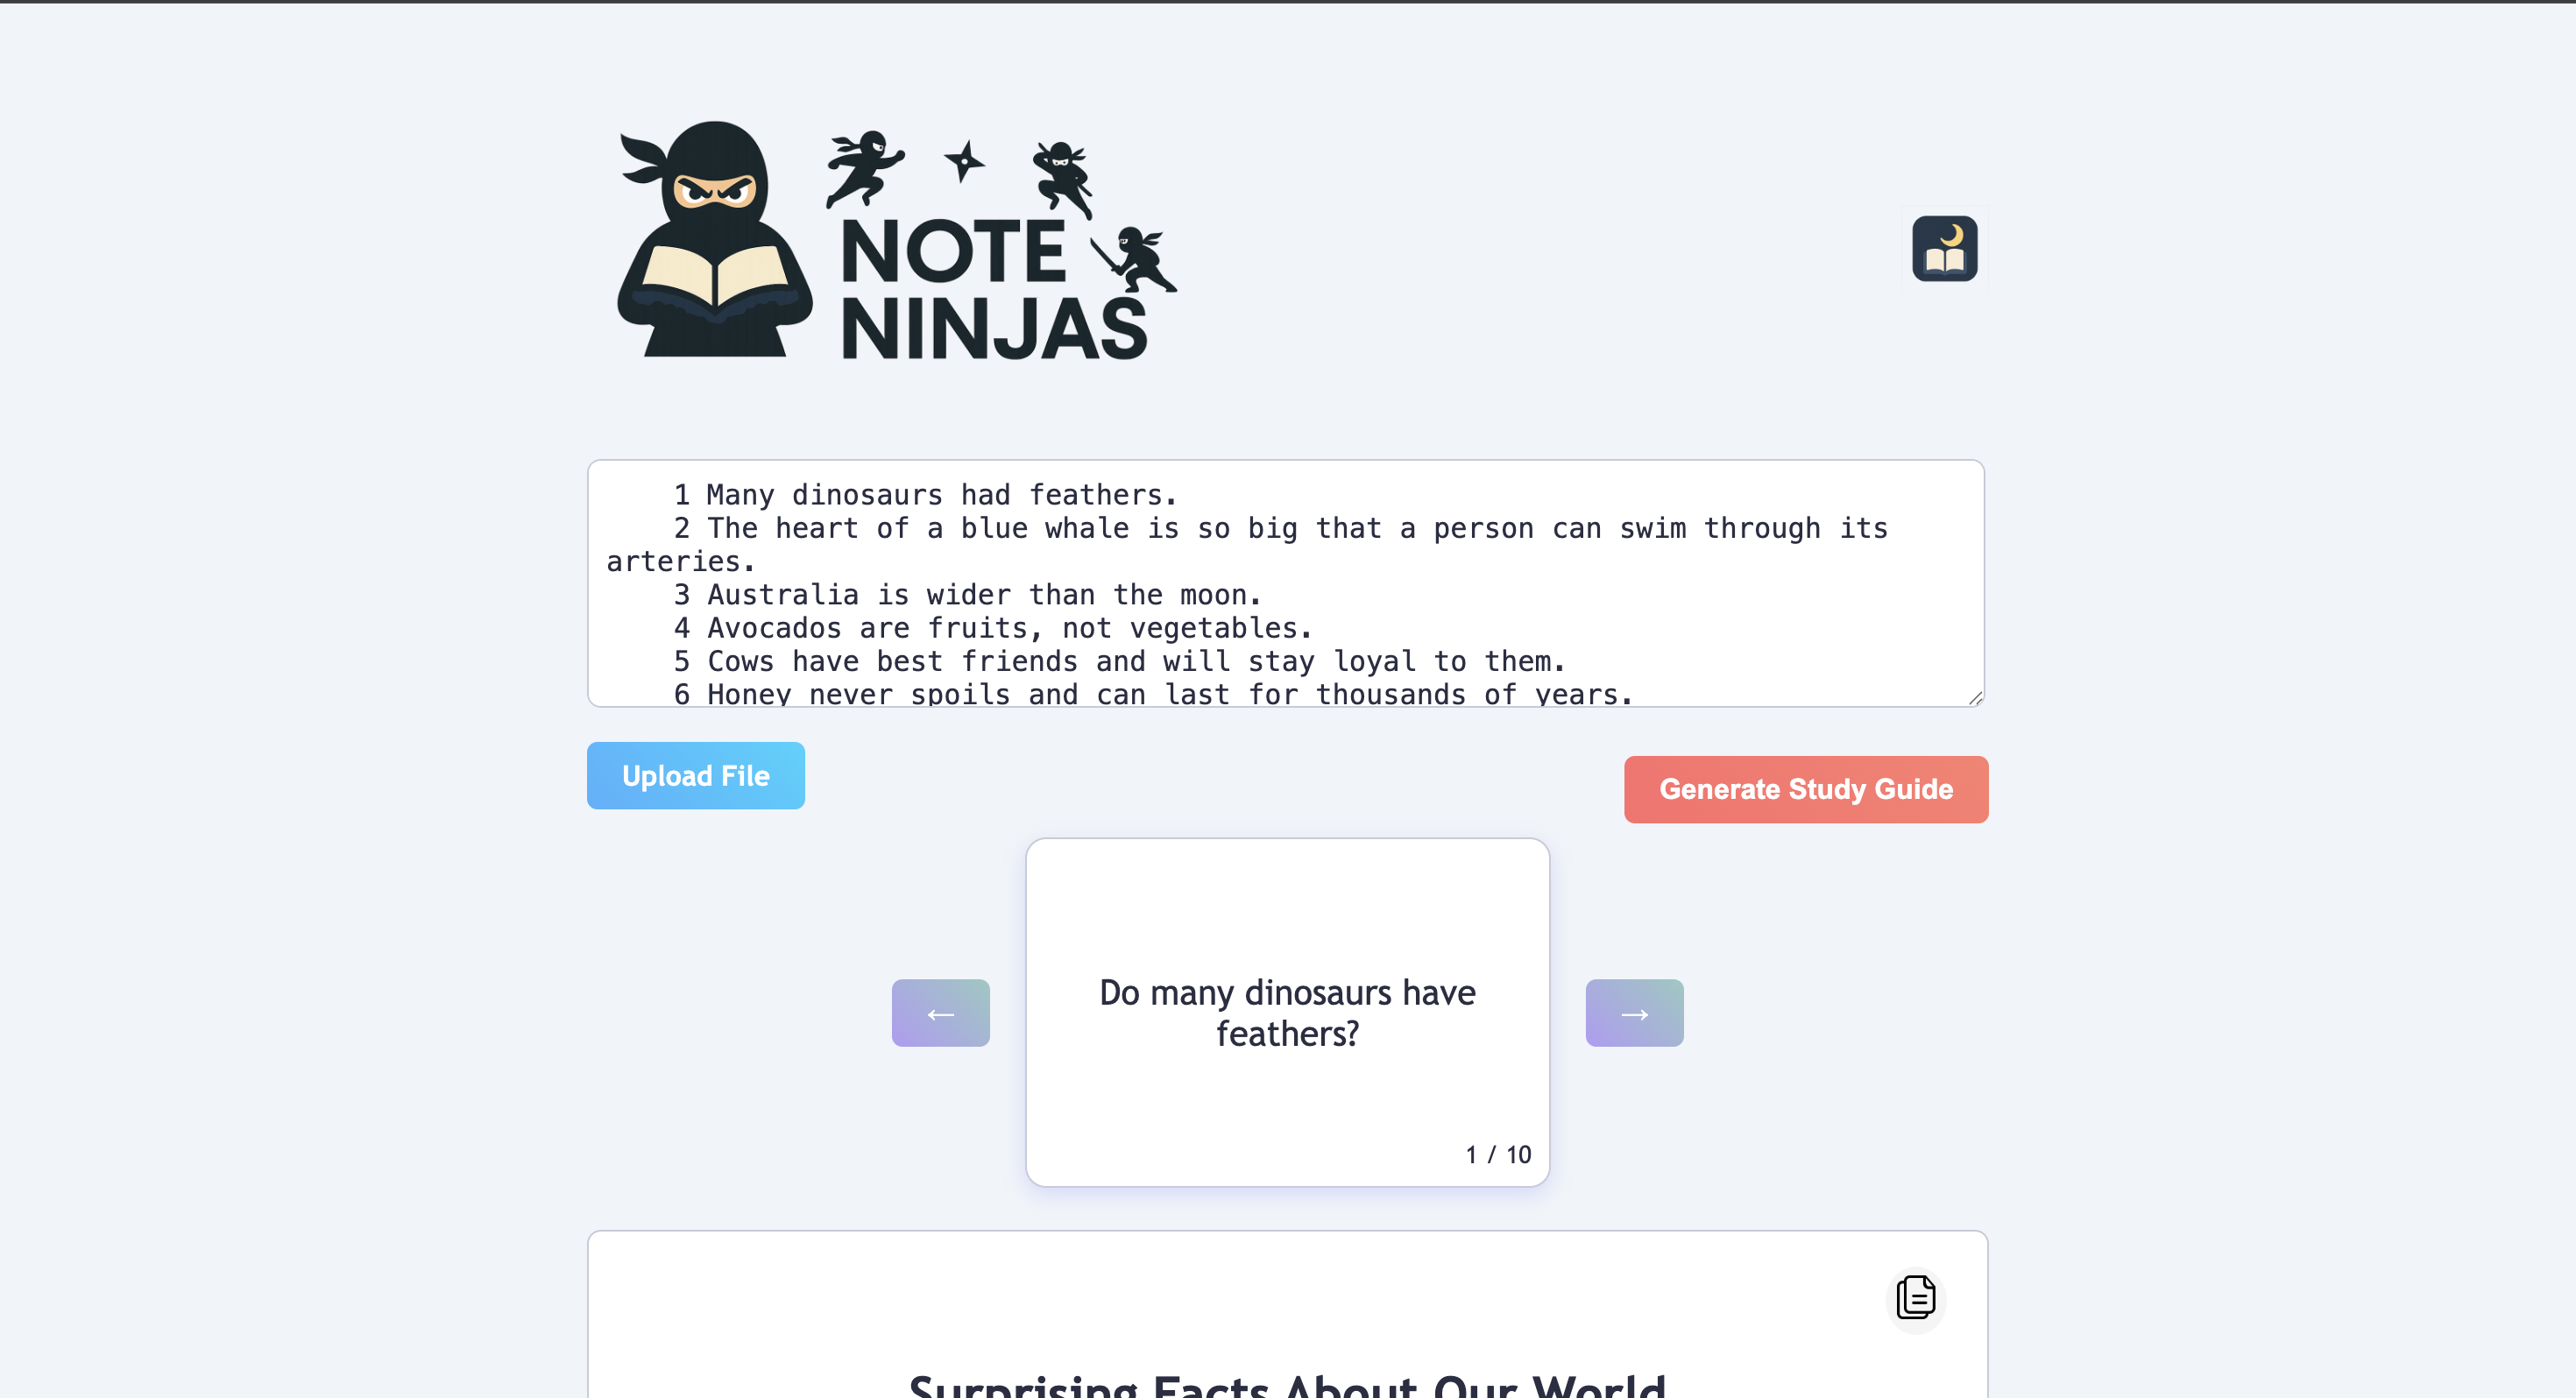 NOTE
NINJAS
1 Many dinosaurs had feathers.
2 The heart of a blue whale is so big that a person can swim through its
arteries.
3 Australia is wider than the moon.
4 Avocados are fruits, not vegetables.
5 Cows have best friends and will stay loyal to them.
6 Honey never spoils and can last for thousands of years.
Upload File
Generate Study Guide
←
Do many dinosaurs have
feathers?
→
1 / 10
Surprising Facts About Our World